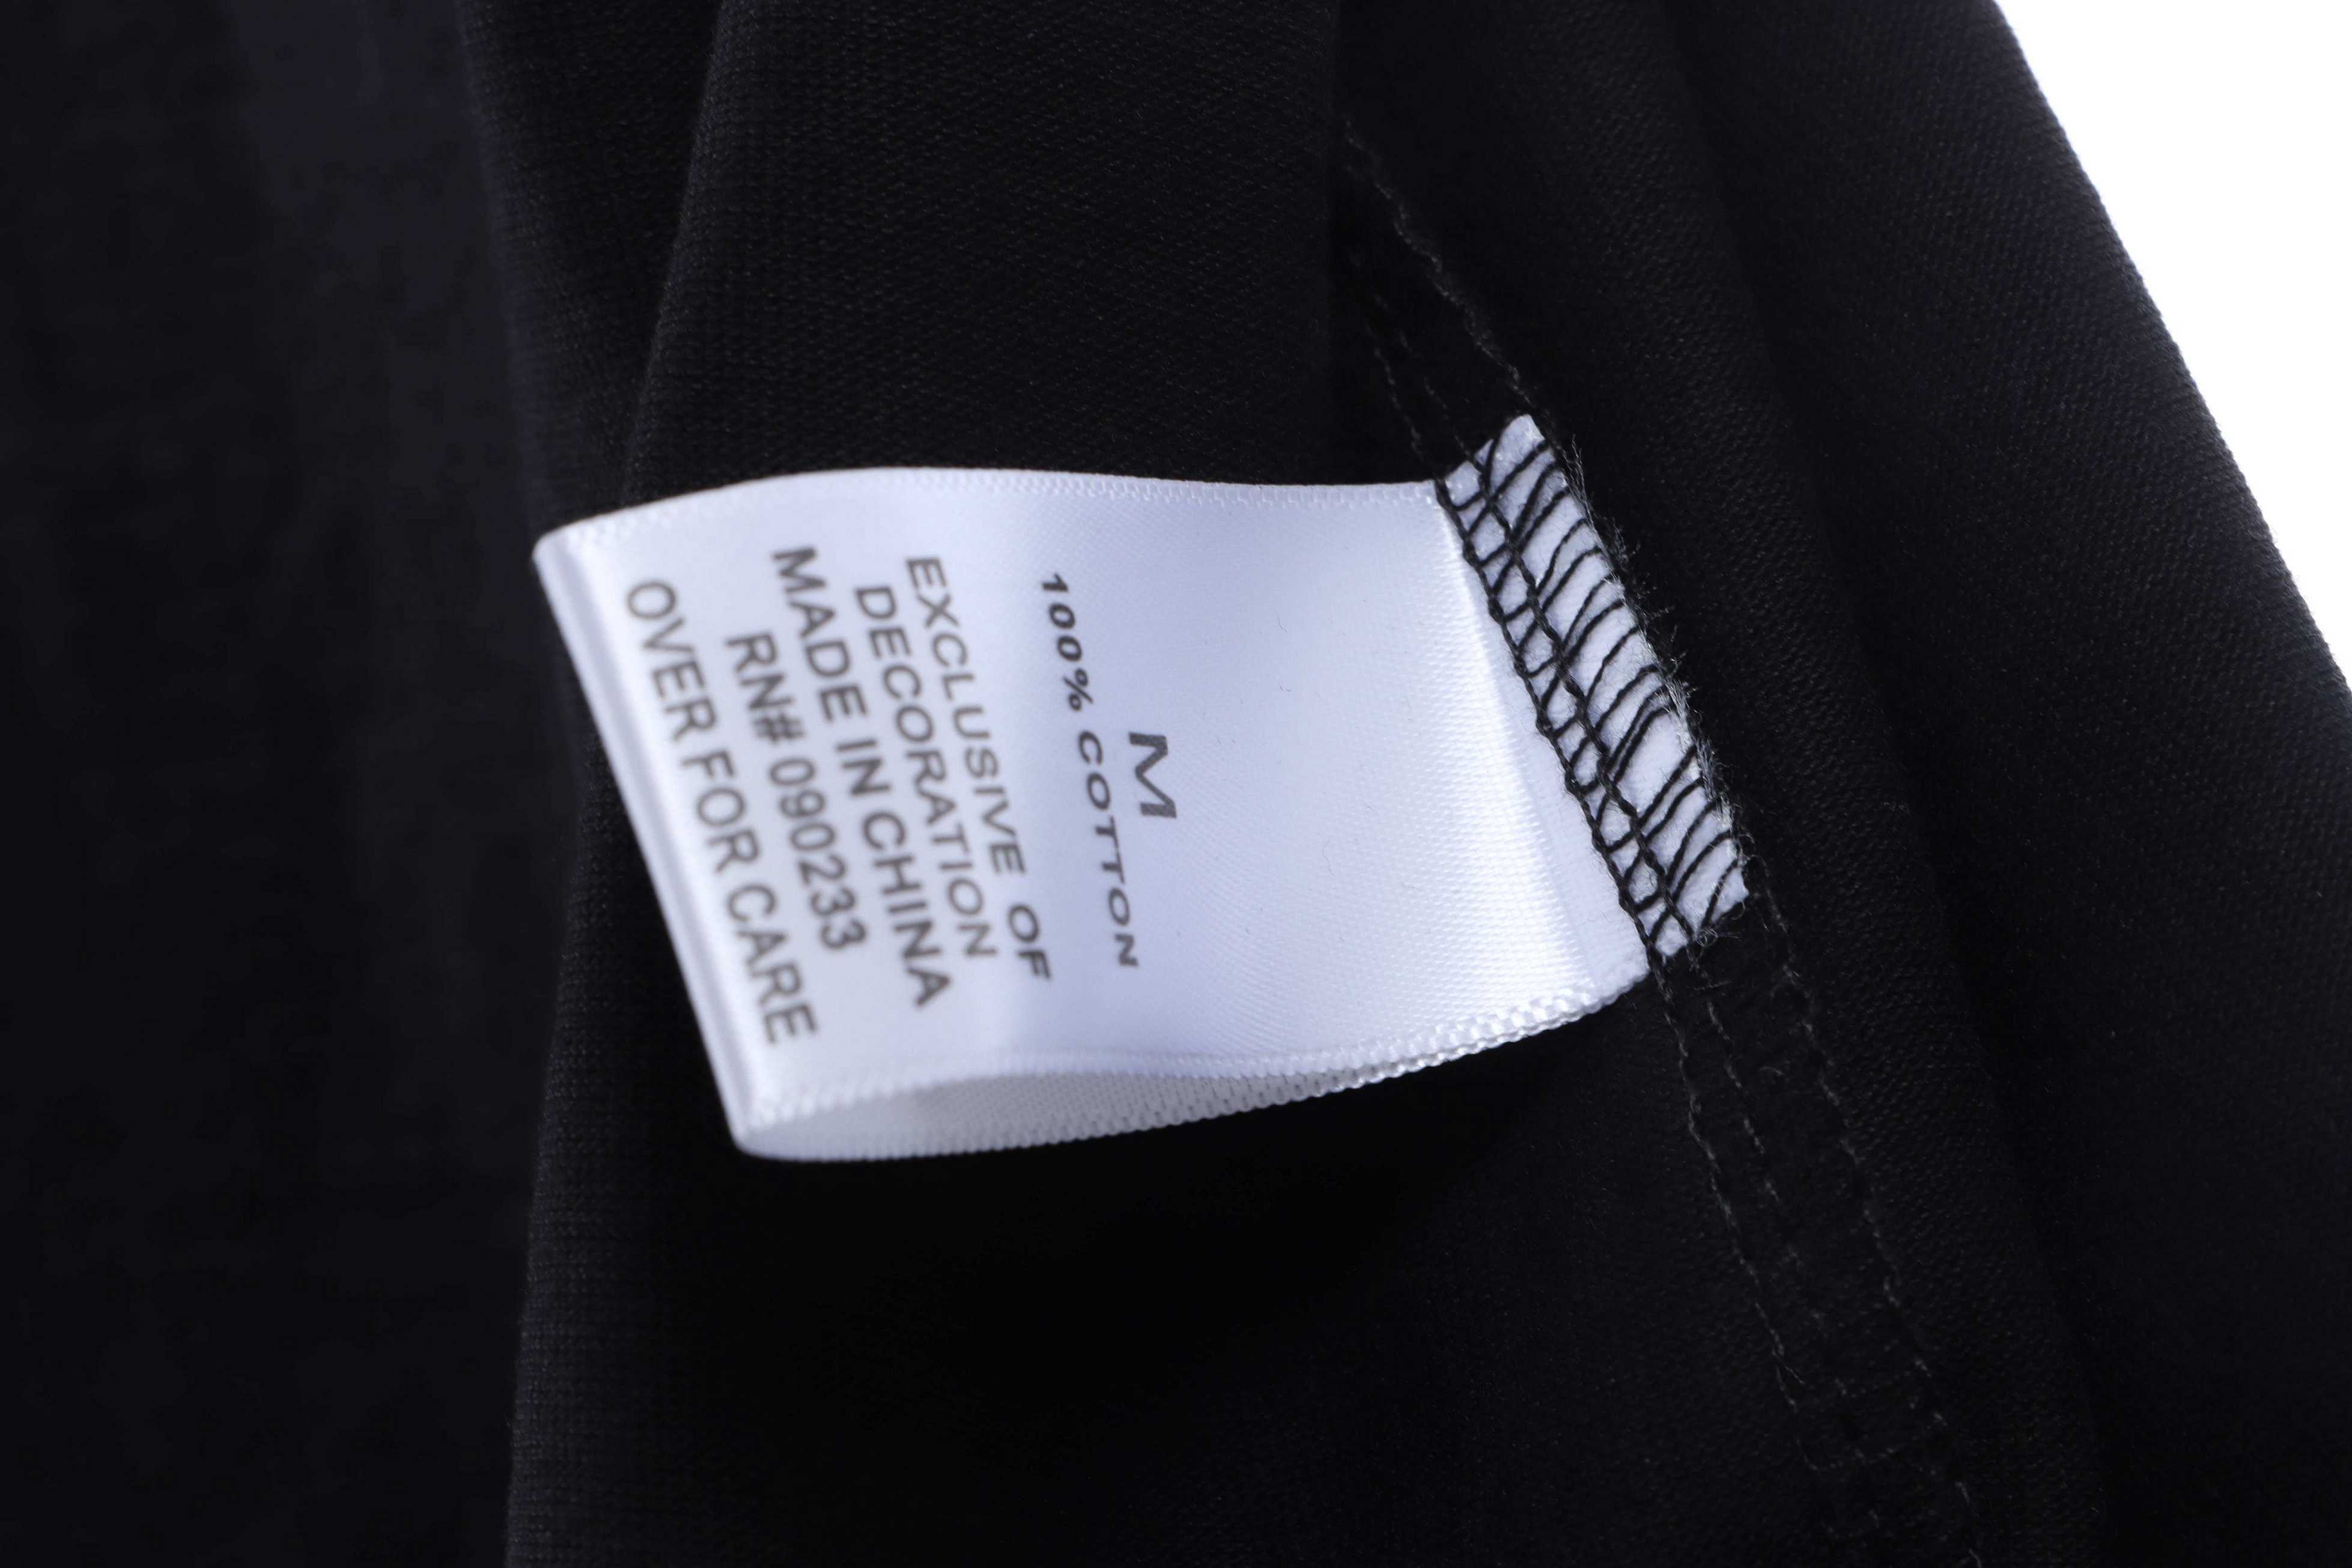 M
100% COTTON
EXCLUSIVE OF
DECORATION
MADE IN CHINA
RN# 090233
OVER FOR CARE